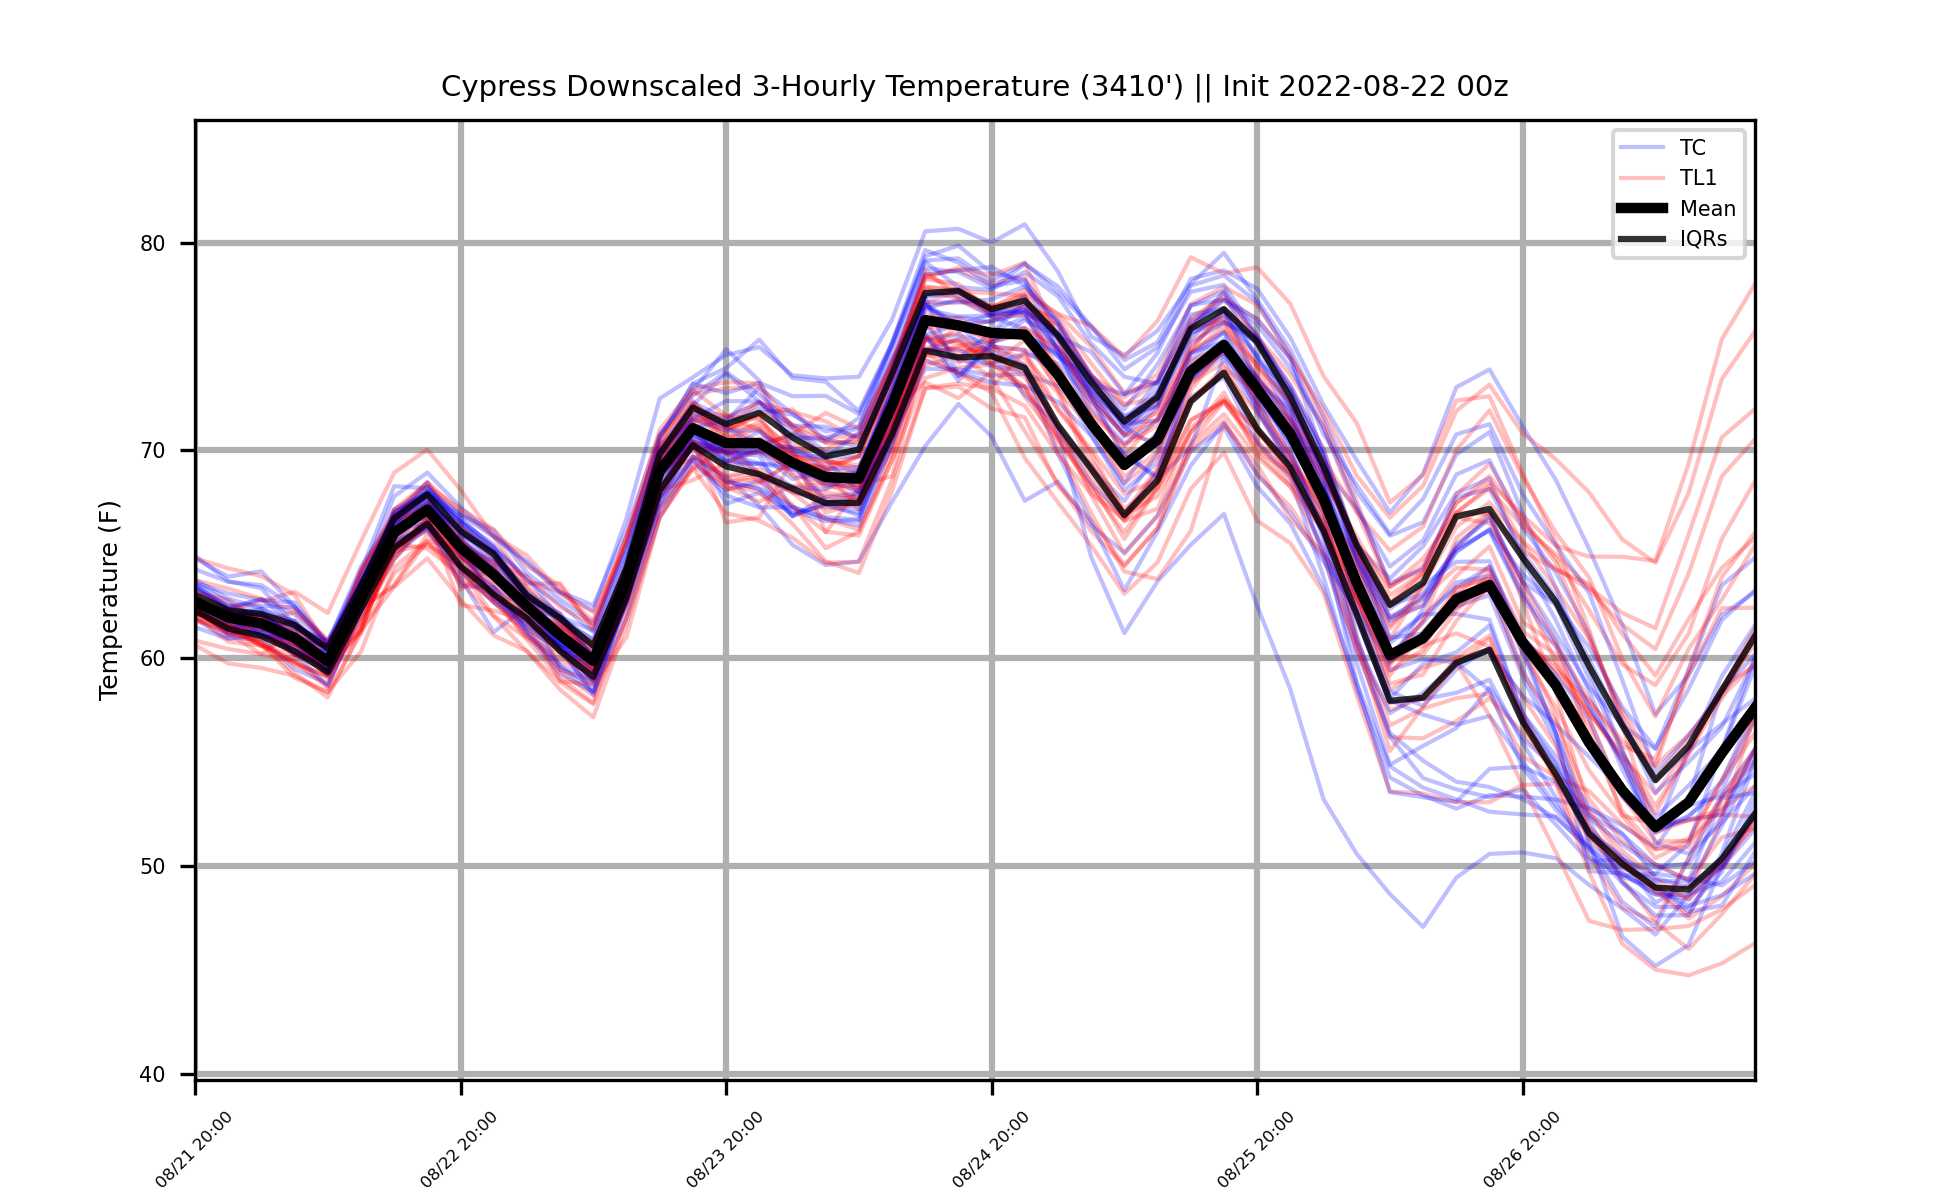 Cypress Downscaled 3-Hourly Temperature (3410') || Init 2022-08-22 00z
TC
TL1
Mean
IQRs
Temperature (F)
80
70
60
50
40
08/21 20:00
08/22 20:00
08/23 20:00
08/24 20:00
08/25 20:00
08/26 20:00